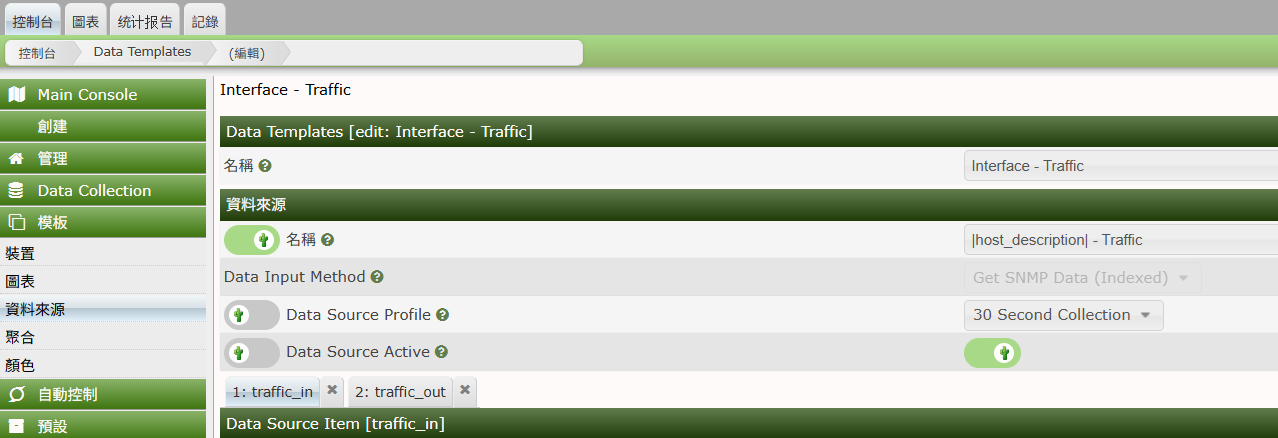 控制台 圖表 统计报告 記錄
控制台 Data Templates (編輯)
Main Console
創建
管理
Data Collection
模板
裝置
圖表
資料來源
聚合
顏色
自動控制
預設
Interface - Traffic
Data Templates [edit: Interface - Traffic]
名稱 Interface - Traffic
資料來源
名稱 |host_description| - Traffic
Data Input Method Get SNMP Data (Indexed)
Data Source Profile 30 Second Collection
Data Source Active
1: traffic_in 2: traffic_out
Data Source Item [traffic_in]